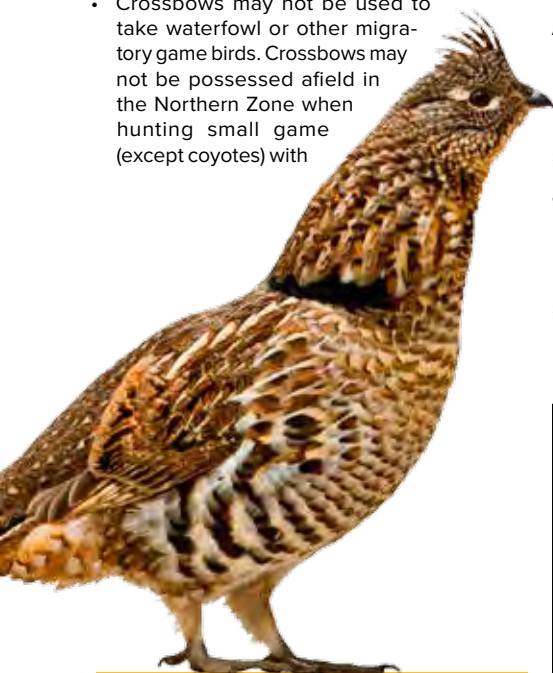 • Crossbows may not be used to
take waterfowl or other migra-
tory game birds. Crossbows may
not be possessed afield in
the Northern Zone when
hunting small game
(except coyotes) with